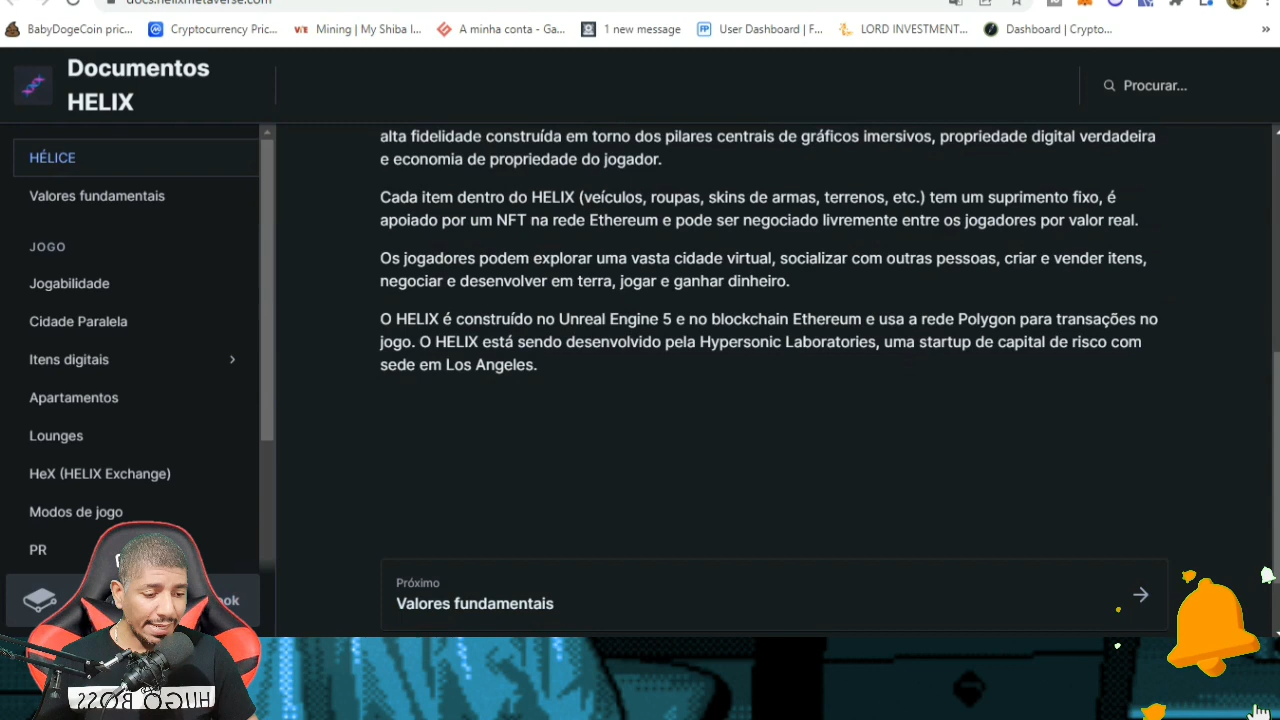 docs.helixmetaverse.com
BabyDogeCoin pric...
Cryptocurrency Pric...
Mining | My Shiba I...
A minha conta - Ga...
1 new message
FP
User Dashboard | F...
LORD INVESTMENT...
Dashboard | Crypto...
»
Documentos
HELIX
Procurar...
HÉLICE
Valores fundamentais
JOGO
Jogabilidade
Cidade Paralela
Itens digitais
Apartamentos
Lounges
HeX (HELIX Exchange)
Modos de jogo
PR
ook
alta fidelidade construída em torno dos pilares centrais de gráficos imersivos, propriedade digital verdadeira
e economia de propriedade do jogador.
Cada item dentro do HELIX (veículos, roupas, skins de armas, terrenos, etc.) tem um suprimento fixo, é
apoiado por um NFT na rede Ethereum e pode ser negociado livremente entre os jogadores por valor real.
Os jogadores podem explorar uma vasta cidade virtual, socializar com outras pessoas, criar e vender itens,
negociar e desenvolver em terra, jogar e ganhar dinheiro.
O HELIX é construído no Unreal Engine 5 e no blockchain Ethereum e usa a rede Polygon para transações no
jogo. O HELIX está sendo desenvolvido pela Hypersonic Laboratories, uma startup de capital de risco com
sede em Los Angeles.
Próximo
Valores fundamentais
HUGO BOSS